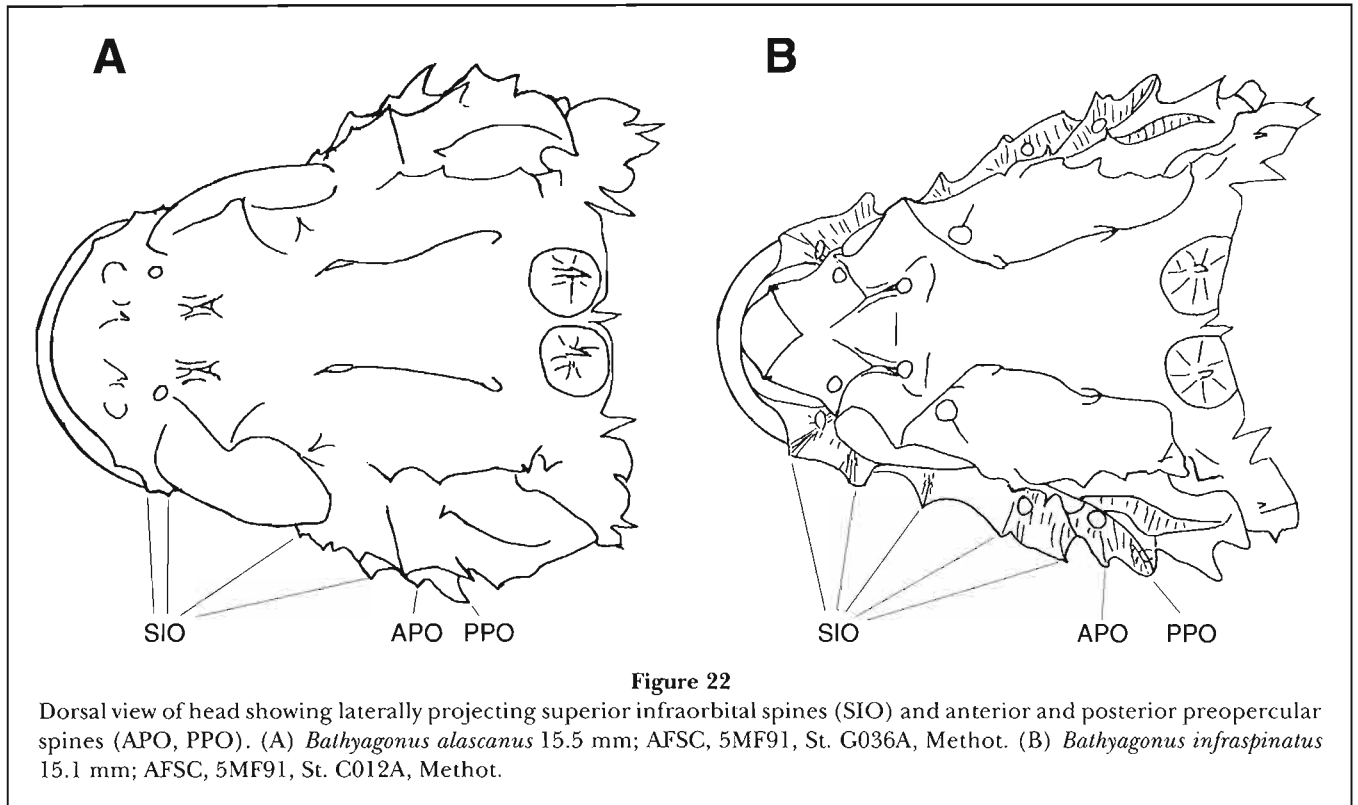 A
B
SIO
APO PPO
SIO
APO PPO
Figure 22
Dorsal view of head showing laterally projecting superior infraorbital spines (SIO) and anterior and posterior preopercular
spines (APO, PPO). (A) Bathyagonus alascanus 15.5 mm; AFSC, 5MF91, St. G036A, Methot. (B) Bathyagonus infraspinatus
15.1 mm; AFSC, 5MF91, St. C012A, Methot.